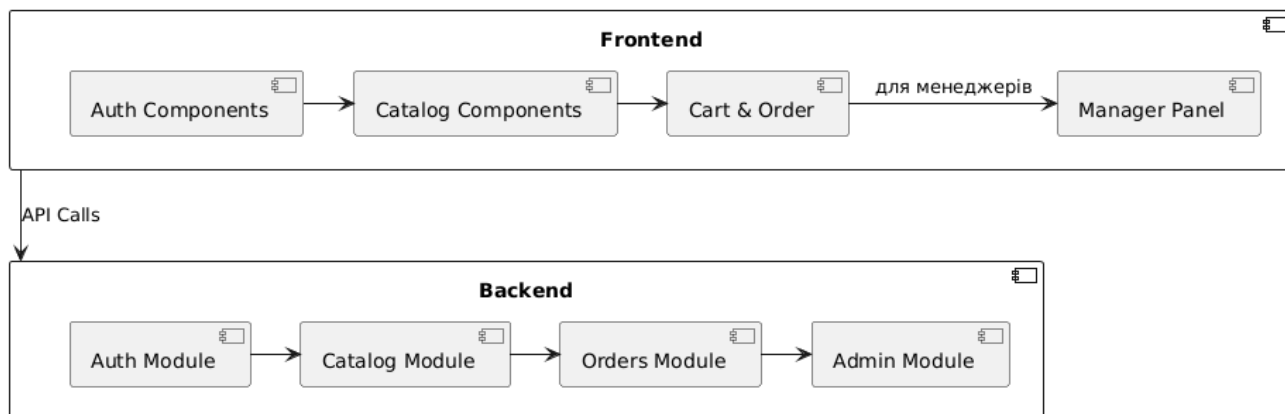 Frontend
Auth Components
Catalog Components
Cart & Order
для менеджерів
Manager Panel
API Calls
Backend
Auth Module
Catalog Module
Orders Module
Admin Module